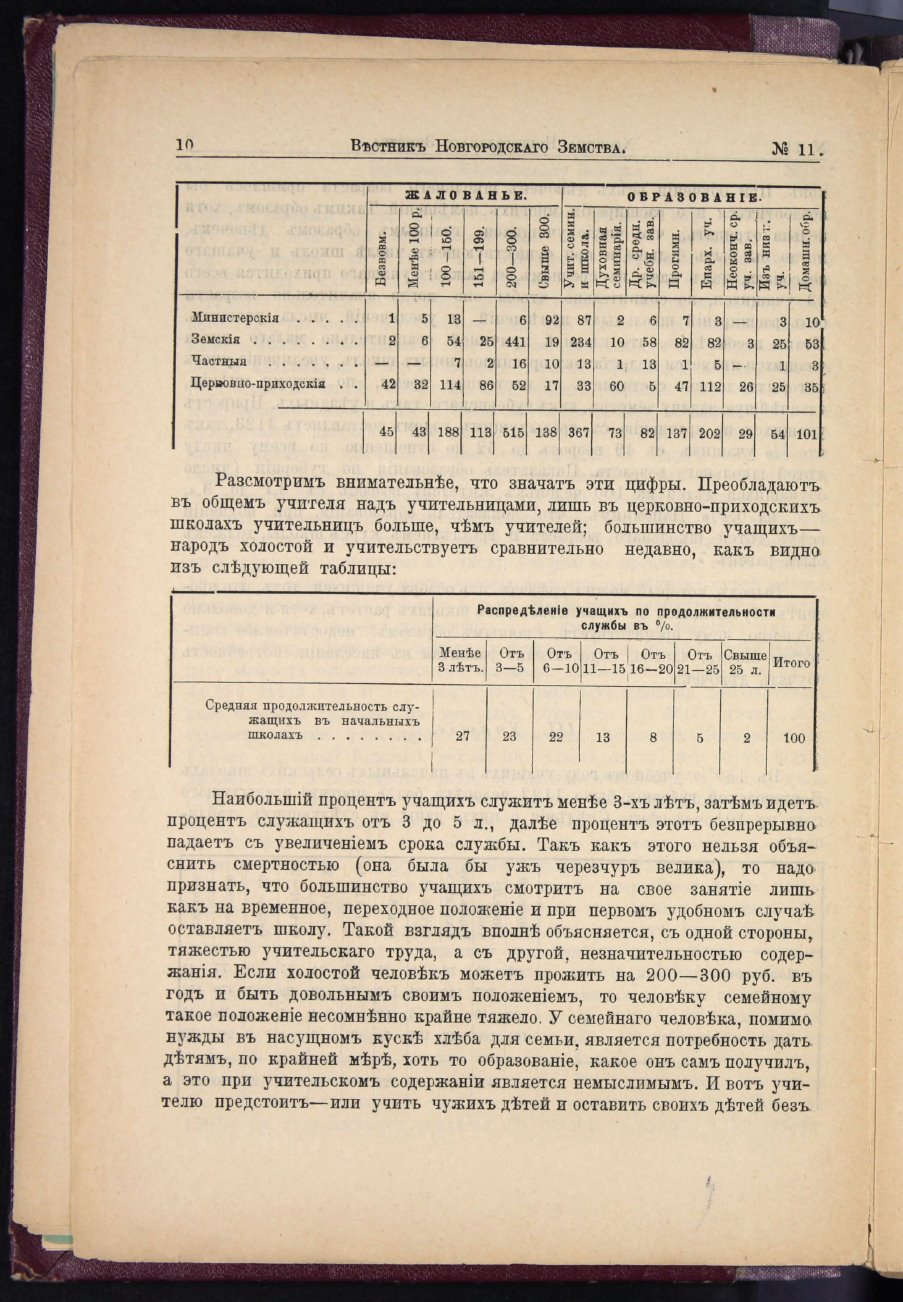 10 Вѣстникъ Новгородскаго Земства. № 11.
ЖАЛОВАНЬЕ. ОБРАЗОВАНІЕ.
Безвозм. Менѣе 100 р. 100—150. 151—199. 200—300. Свыше 300. Учит. семин. и школа. Духовная семинарія. Др. средн. учебн. зав. Прогимн. Епарх. уч. Неоконч. ср. уч. зав. Изъ низ г. уч. Домашн. обр.
Министерскія . . . . . 1 5 13 — 6 92 87 2 6 7 3 — 3 10
Земскія . . . . . . . . 2 6 54 25 441 19 234 10 58 82 82 3 25 53
Частныя . . . . . . . — — 7 2 16 10 13 1 13 1 5 — 1 3
Церковно-приходскія . . 42 32 114 86 52 17 33 60 5 47 112 26 25 35
45 43 188 113 515 138 367 73 82 137 202 29 54 101
Разсмотримъ внимательнѣе, что значатъ эти цифры. Преобладаютъ
въ общемъ учителя надъ учительницами, лишь въ церковно-приходскихъ
школахъ учительницъ больше, чѣмъ учителей; большинство учащихъ—
народъ холостой и учительствуетъ сравнительно недавно, какъ видно
изъ слѣдующей таблицы:
Распредѣленіе учащихъ по продолжительности
службы въ %.
Менѣе 3 лѣтъ. Отъ 3—5 Отъ 6—10 Отъ 11—15 Отъ 16—20 Отъ 21—25 Свыше 25 л. Итого
Средняя продолжительность слу-
жащихъ въ начальныхъ
школахъ . . . . . . . . 27 23 22 13 8 5 2 100
Наибольшій процентъ учащихъ служитъ менѣе 3-хъ лѣтъ, затѣмъ идетъ
процентъ служащихъ отъ 3 до 5 л., далѣе процентъ этотъ безпрерывно
падаетъ съ увеличеніемъ срока службы. Такъ какъ этого нельзя объя-
снить смертностью (она была бы ужъ черезчуръ велика), то надо
признать, что большинство учащихъ смотритъ на свое занятіе лишь
какъ на временное, переходное положеніе и при первомъ удобномъ случаѣ
оставляетъ школу. Такой взглядъ вполнѣ объясняется, съ одной стороны,
тяжестью учительскаго труда, а съ другой, незначительностью содер-
жанія. Если холостой человѣкъ можетъ прожить на 200—300 руб. въ
годъ и быть довольнымъ своимъ положеніемъ, то человѣку семейному
такое положеніе несомнѣнно крайне тяжело. У семейнаго человѣка, помимо
нужды въ насущномъ кускѣ хлѣба для семьи, является потребность дать
дѣтямъ, по крайней мѣрѣ, хоть то образованіе, какое онъ самъ получилъ,
а это при учительскомъ содержаніи является немыслимымъ. И вотъ учи-
телю предстоитъ—или учить чужихъ дѣтей и оставить своихъ дѣтей безъ